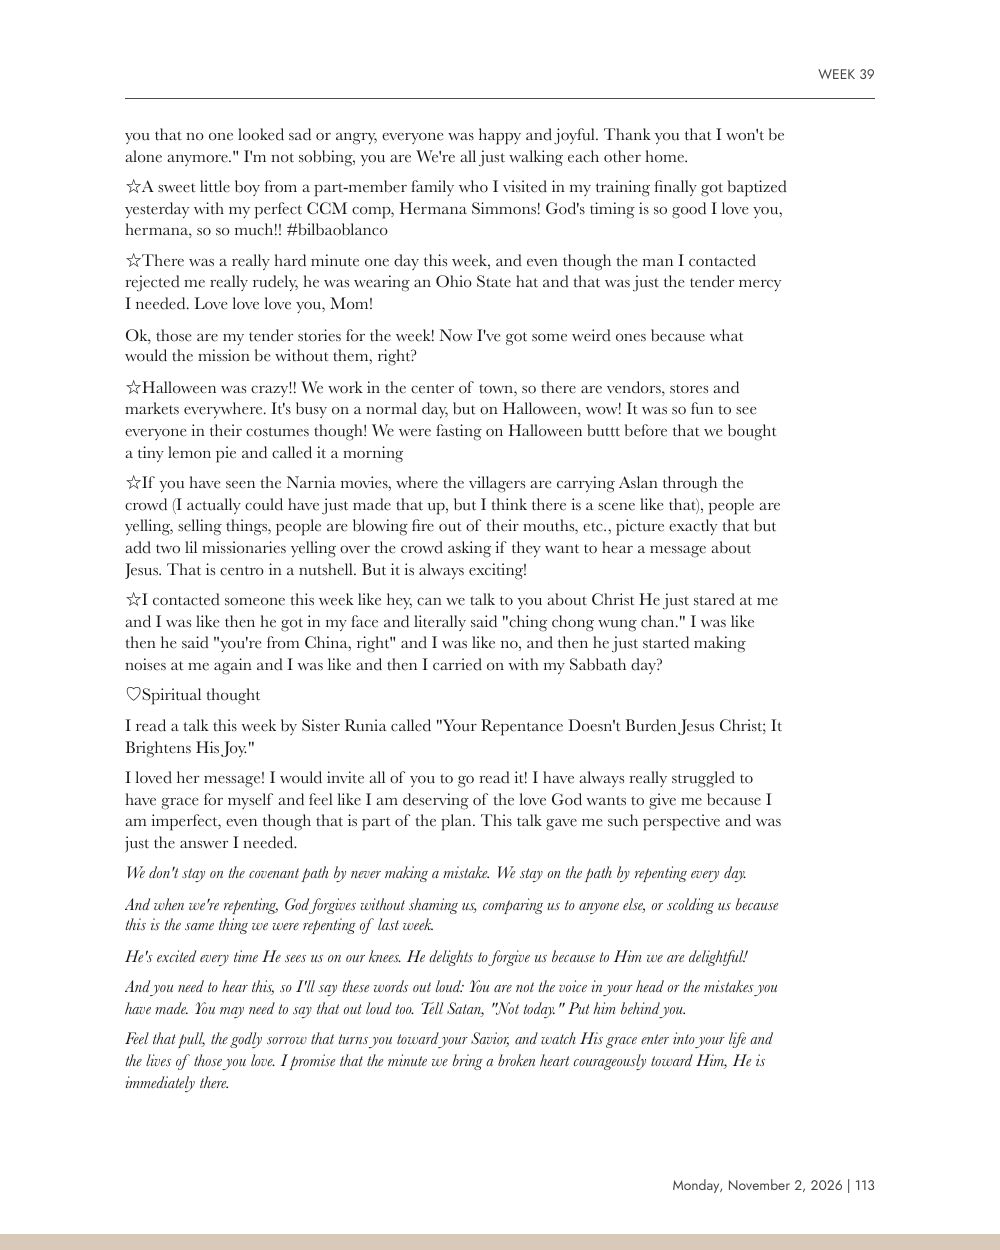 WEEK 39
you that no one looked sad or angry, everyone was happy and joyful. Thank you that I won't be
alone anymore." I'm not sobbing, you are We're all just walking each other home.
☆A sweet little boy from a part-member family who I visited in my training finally got baptized
yesterday with my perfect CCM comp, Hermana Simmons! God's timing is so good I love you,
hermana, so so much!! #bilbaoblanco
☆There was a really hard minute one day this week, and even though the man I contacted
rejected me really rudely, he was wearing an Ohio State hat and that was just the tender mercy
I needed. Love love love you, Mom!
Ok, those are my tender stories for the week! Now I've got some weird ones because what
would the mission be without them, right?
☆Halloween was crazy!! We work in the center of town, so there are vendors, stores and
markets everywhere. It's busy on a normal day, but on Halloween, wow! It was so fun to see
everyone in their costumes though! We were fasting on Halloween buttt before that we bought
a tiny lemon pie and called it a morning
☆If you have seen the Narnia movies, where the villagers are carrying Aslan through the
crowd (I actually could have just made that up, but I think there is a scene like that), people are
yelling, selling things, people are blowing fire out of their mouths, etc., picture exactly that but
add two lil missionaries yelling over the crowd asking if they want to hear a message about
Jesus. That is centro in a nutshell. But it is always exciting!
☆I contacted someone this week like hey, can we talk to you about Christ He just stared at me
and I was like then he got in my face and literally said "ching chong wung chan." I was like
then he said "you're from China, right" and I was like no, and then he just started making
noises at me again and I was like and then I carried on with my Sabbath day?
♡Spiritual thought
I read a talk this week by Sister Runia called "Your Repentance Doesn't Burden Jesus Christ; It
Brightens His Joy."
I loved her message! I would invite all of you to go read it! I have always really struggled to
have grace for myself and feel like I am deserving of the love God wants to give me because I
am imperfect, even though that is part of the plan. This talk gave me such perspective and was
just the answer I needed.
We don't stay on the covenant path by never making a mistake. We stay on the path by repenting every day.
And when we're repenting, God forgives without shaming us, comparing us to anyone else, or scolding us because
this is the same thing we were repenting of last week.
He's excited every time He sees us on our knees. He delights to forgive us because to Him we are delightful!
And you need to hear this, so I'll say these words out loud: You are not the voice in your head or the mistakes you
have made. You may need to say that out loud too. Tell Satan, "Not today." Put him behind you.
Feel that pull, the godly sorrow that turns you toward your Savior, and watch His grace enter into your life and
the lives of those you love. I promise that the minute we bring a broken heart courageously toward Him, He is
immediately there.
Monday, November 2, 2026 | 113